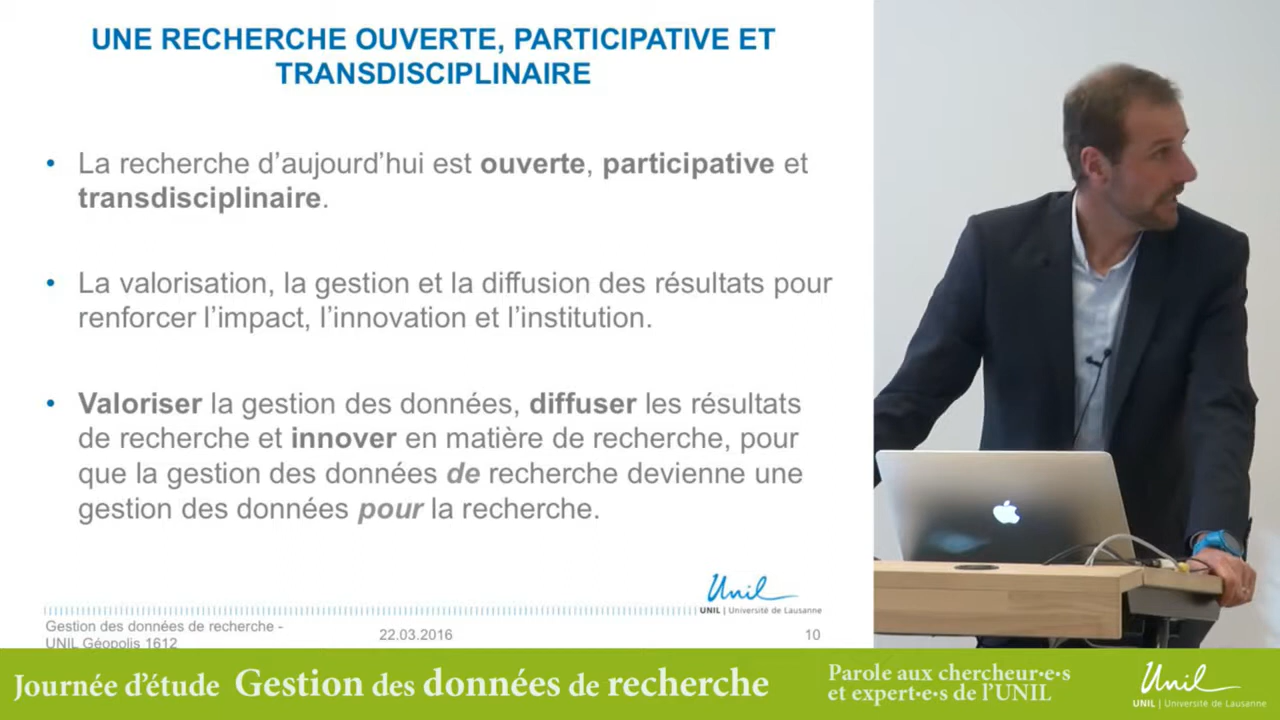 UNE RECHERCHE OUVERTE, PARTICIPATIVE ET
TRANSDISCIPLINAIRE
• La recherche d’aujourd’hui est ouverte, participative et
transdisciplinaire.
• La valorisation, la gestion et la diffusion des résultats pour
renforcer l’impact, l’innovation et l’institution.
• Valoriser la gestion des données, diffuser les résultats
de recherche et innover en matière de recherche, pour
que la gestion des données de recherche devienne une
gestion des données pour la recherche.
Unil
UNIL | Université de Lausanne
Gestion des données de recherche -
UNIL Géopolis 1612
22.03.2016
10
Journée d’étude Gestion des données de recherche
Parole aux chercheur•e•s
et expert•e•s de l’UNIL
Unil
UNIL | Université de Lausanne